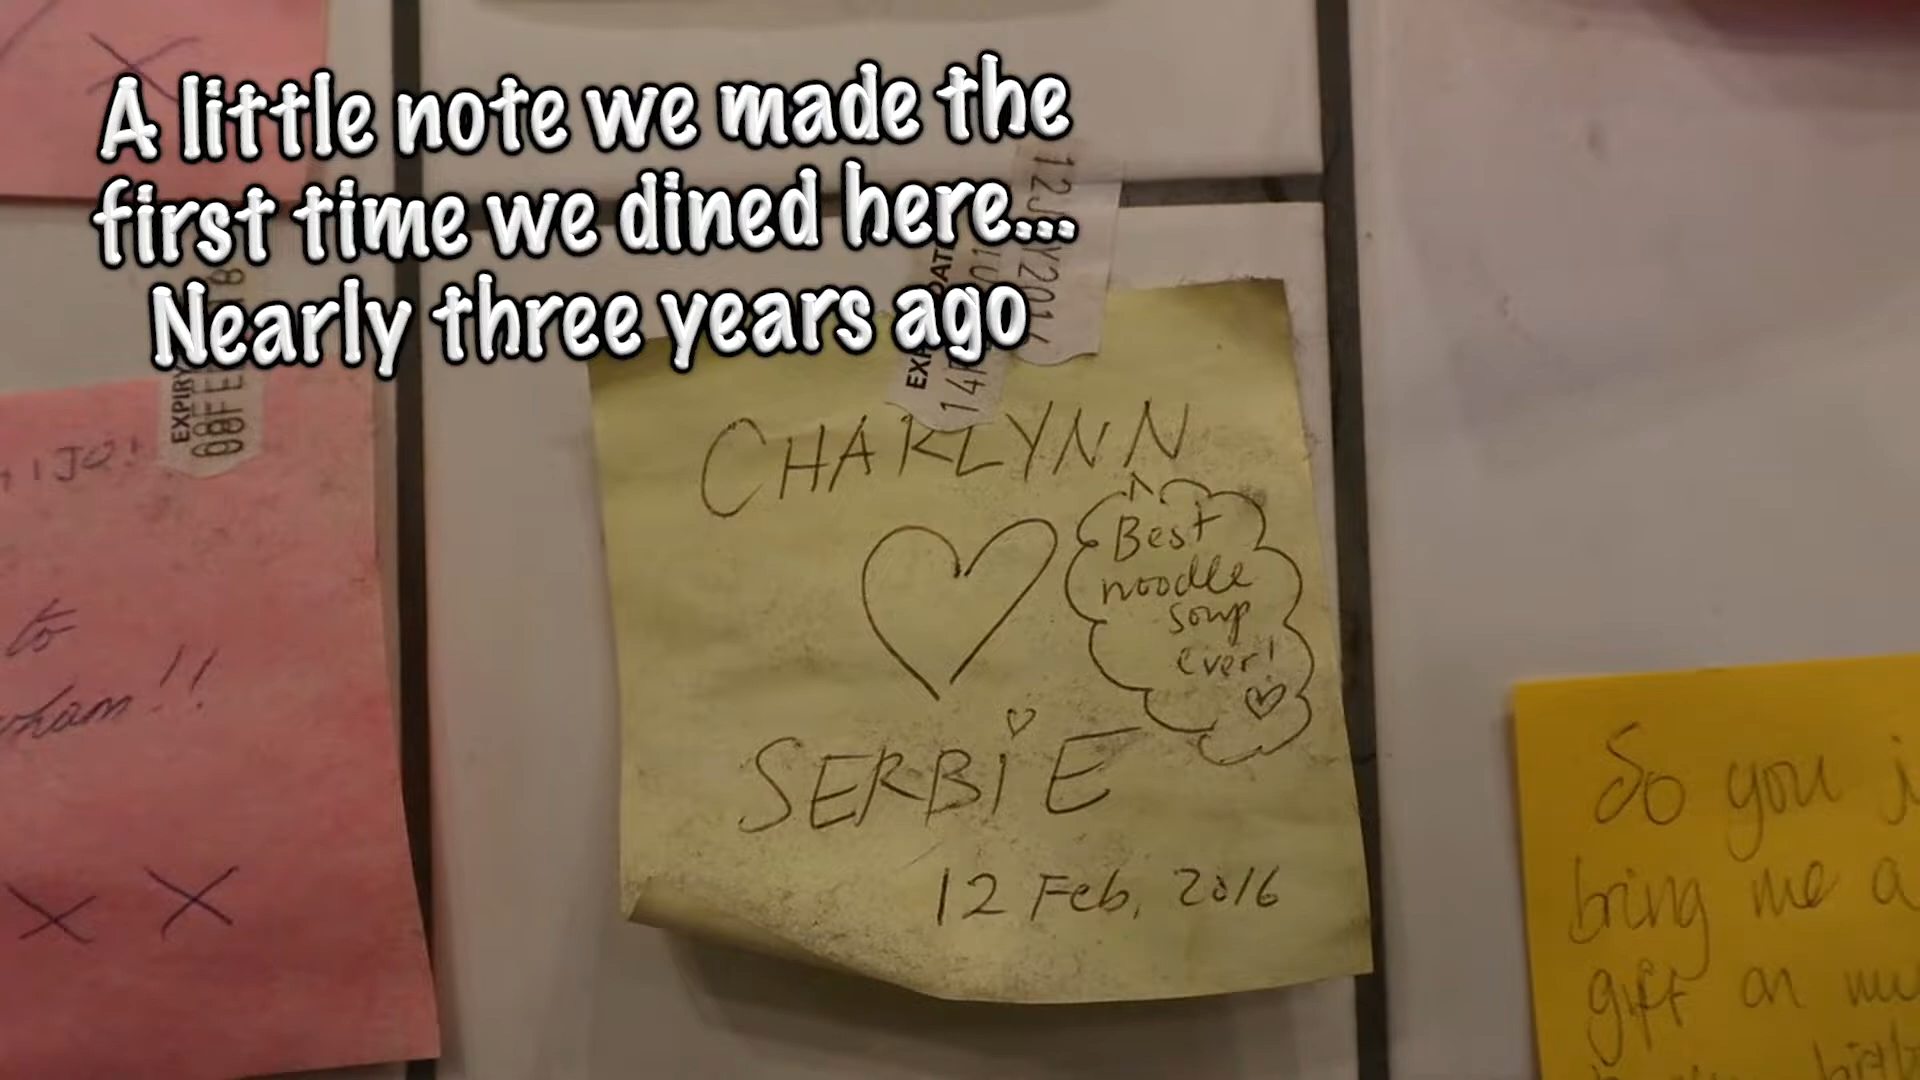 A little note we made the
first time we dined here...
Nearly three years ago
CHARLYNN
Best
noodle
soup
ever!
SERBIE
12 Feb, 2016
EXPIRY
to
!!
X X
So you
bring me a
gift on